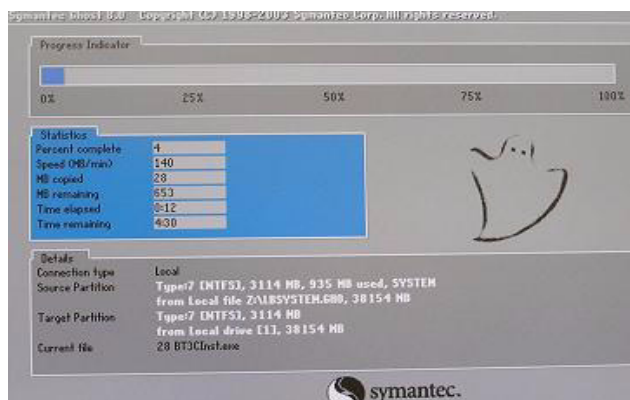 Symantec Ghost 8.0 Copyright (C) 1998-2003 Symantec Corp. All rights reserved.
Progress Indicator
0% 25% 50% 75% 100%
Statistics
Percent complete 4
Speed (MB/min) 140
MB copied 28
MB remaining 653
Time elapsed 0:12
Time remaining 4:30
Details
Connection type Local
Source Partition Type:7 [NTFS], 3114 MB, 935 MB used, SYSTEM
from Local file Z:\LBSYSTEM.GHO, 38154 MB
Target Partition Type:7 [NTFS], 3114 MB
from Local drive [1], 38154 MB
Current file 28 BT3CInst.exe
symantec.